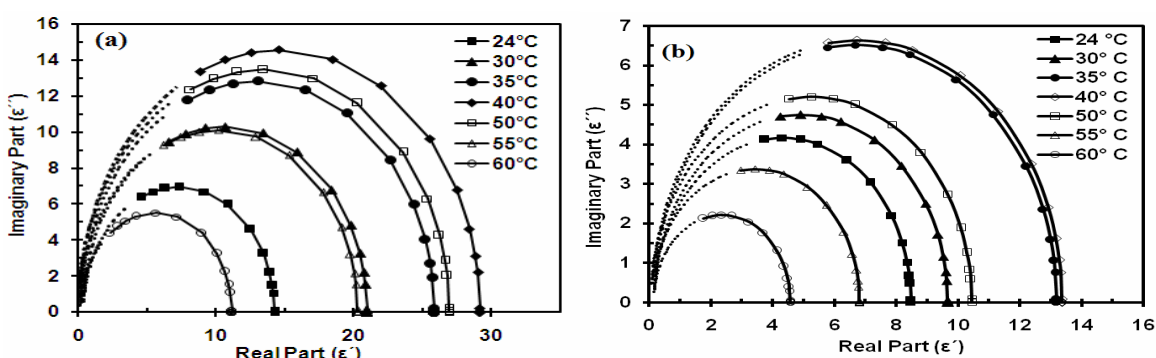 (a)
Imaginary Part (ε´´)
16
14
12
10
8
6
4
2
0
0
10
20
30
Real Part (ε´)
24°C
30°C
35°C
40°C
50°C
55°C
60°C
(b)
Imaginary Part (ε´´)
7
6
5
4
3
2
1
0
0
2
4
6
8
10
12
14
16
Real Part (ε´)
24 °C
30° C
35° C
40° C
50° C
55° C
60° C